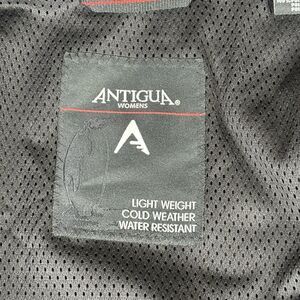 ANTIGUA®
WOMENS
LIGHT WEIGHT
COLD WEATHER
WATER RESISTANT